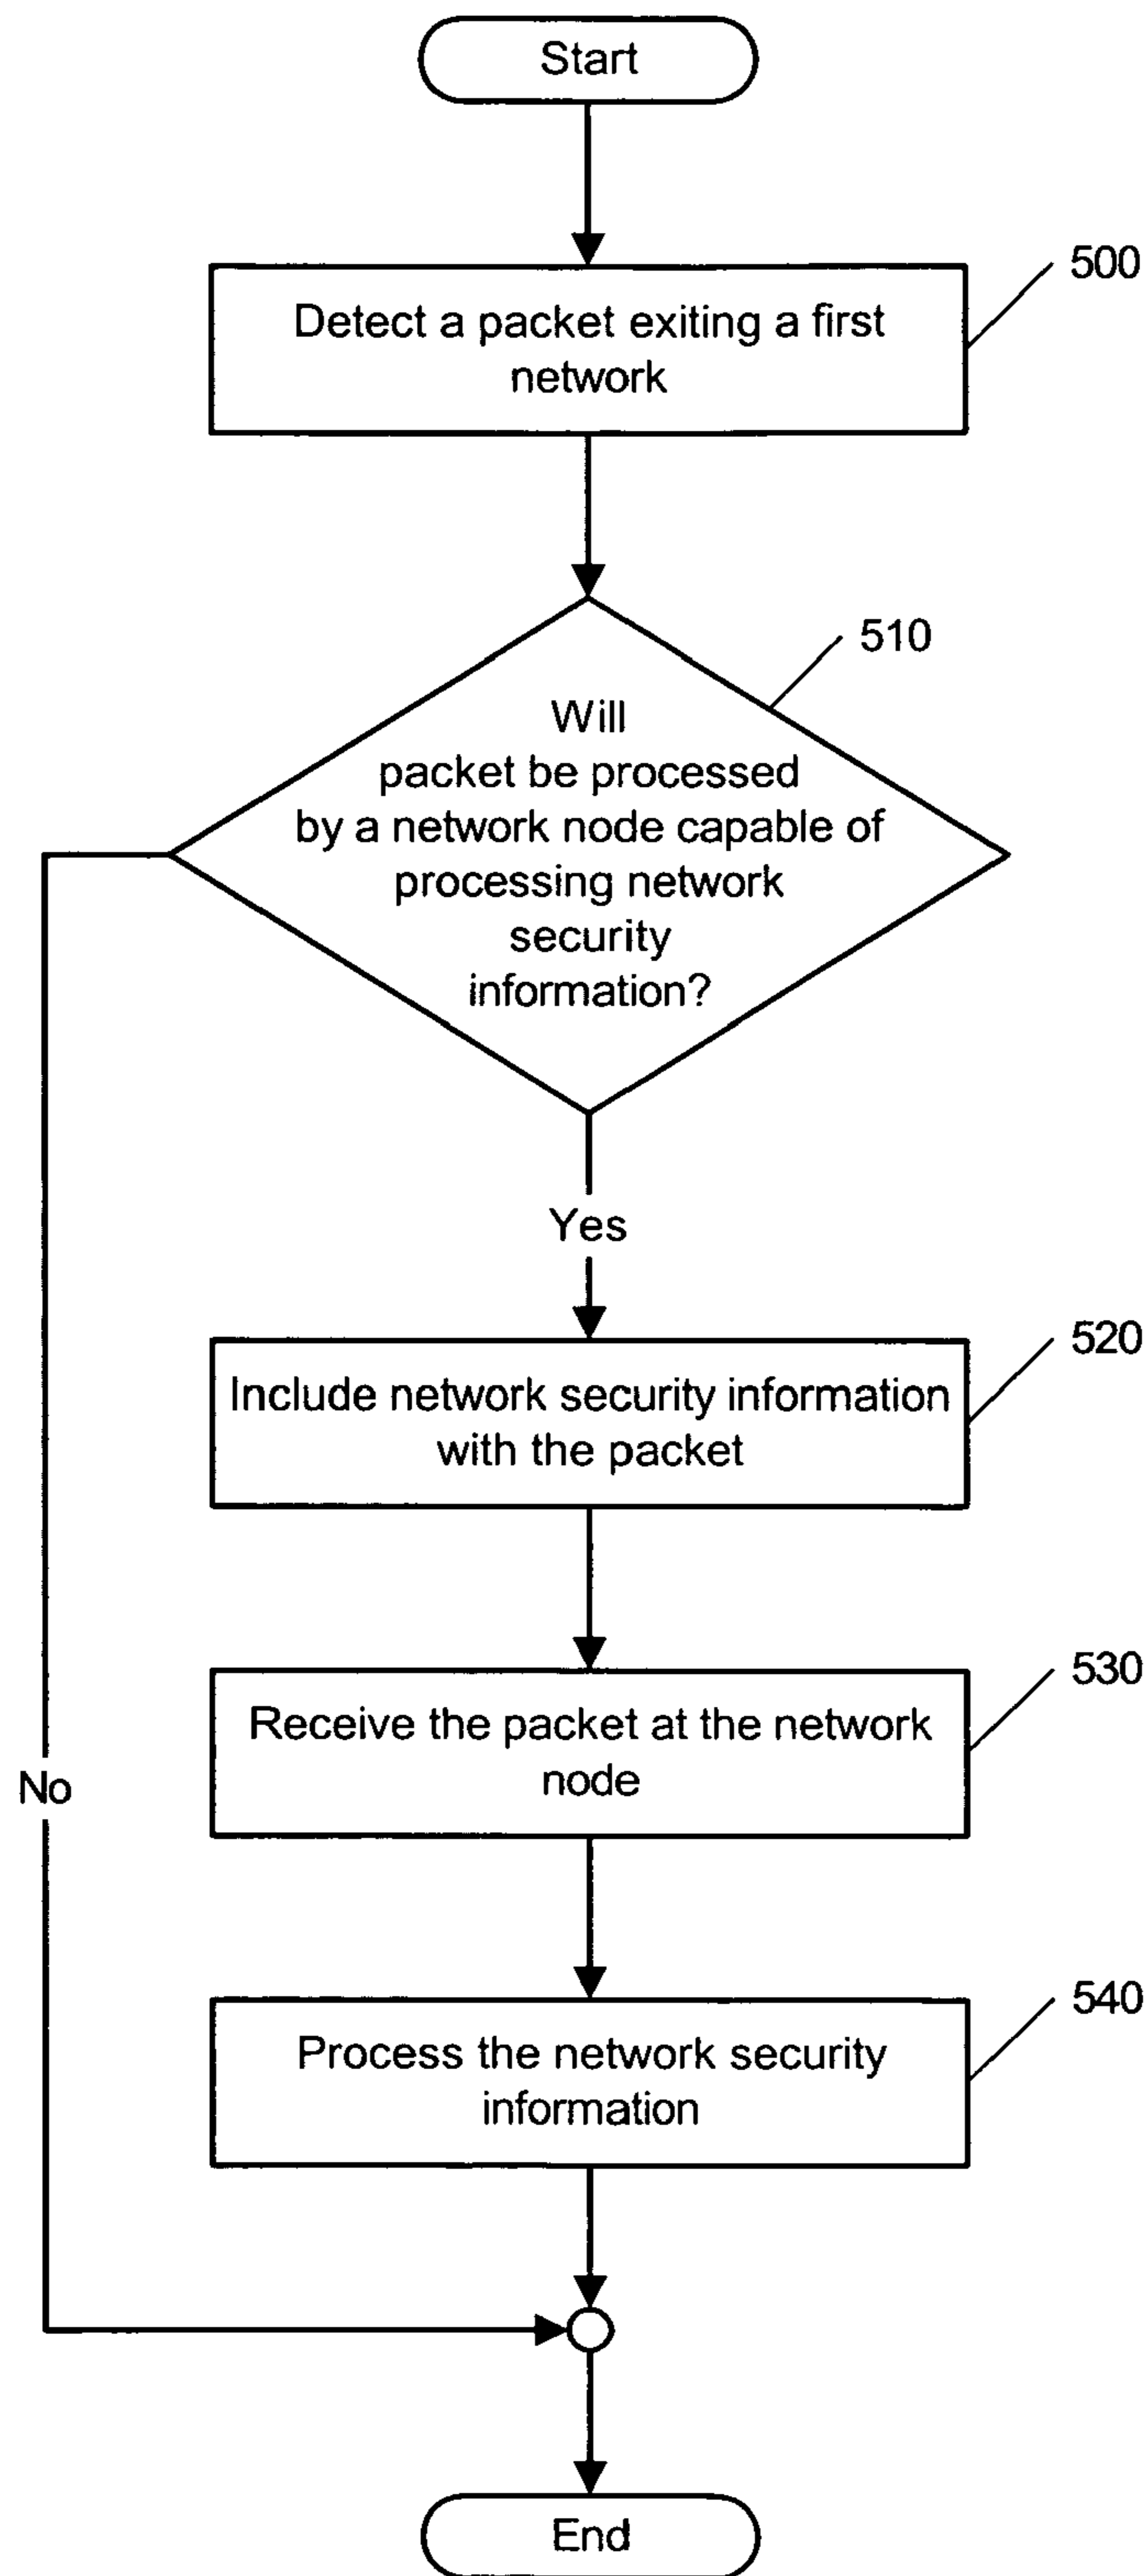 Start
500
Detect a packet exiting a first
network
510
Will
packet be processed
by a network node capable of
processing network
security
information?
Yes
520
Include network security information
with the packet
530
Receive the packet at the network
node
No
540
Process the network security
information
End